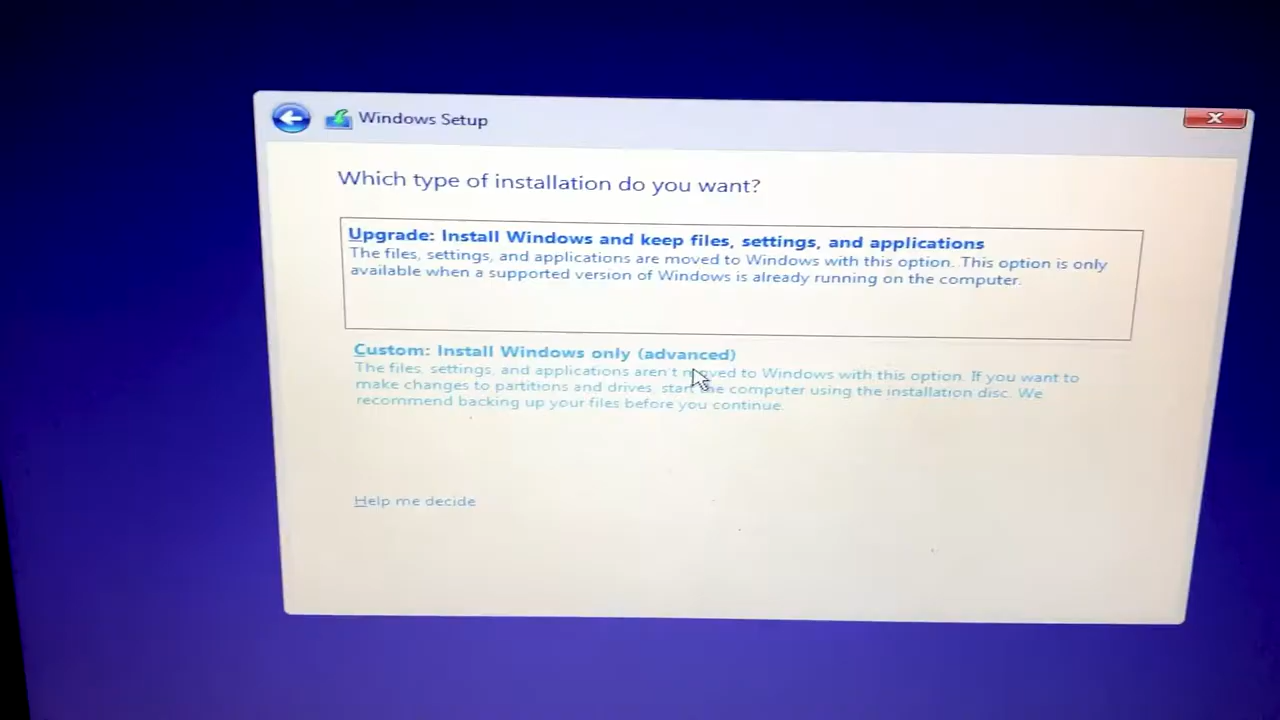 Windows Setup
Which type of installation do you want?
Upgrade: Install Windows and keep files, settings, and applications
The files, settings, and applications are moved to Windows with this option. This option is only
available when a supported version of Windows is already running on the computer.
Custom: Install Windows only (advanced)
The files, settings, and applications aren't moved to Windows with this option. If you want to
make changes to partitions and drives, start the computer using the installation disc. We
recommend backing up your files before you continue.
Help me decide